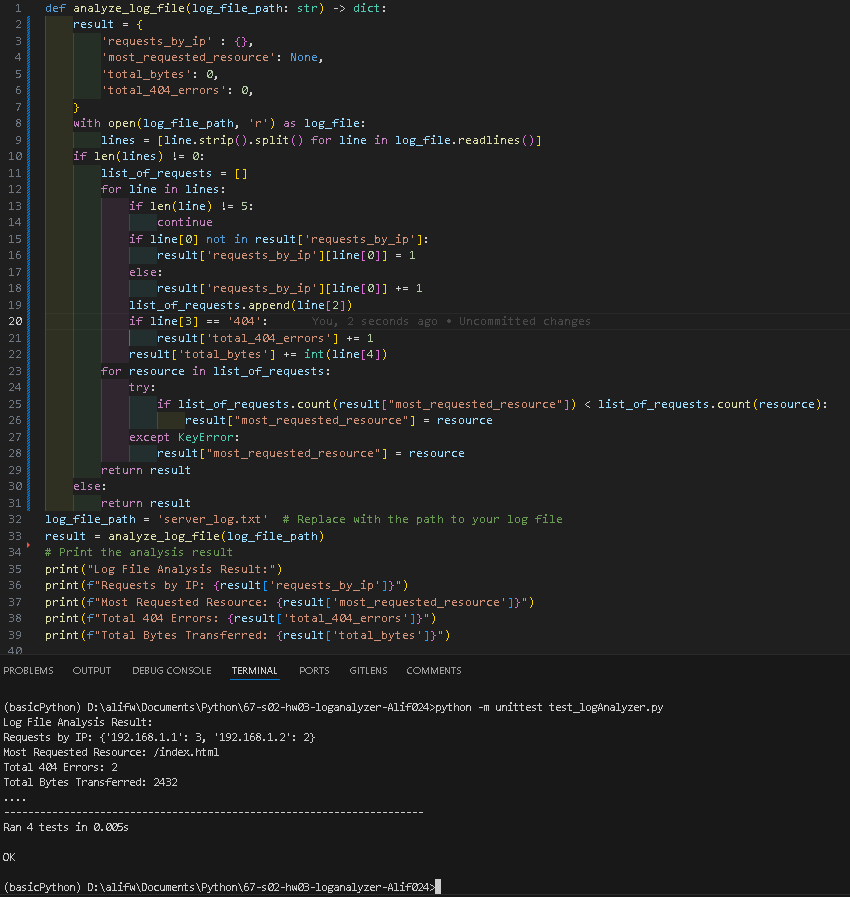 1 def analyze_log_file(log_file_path: str) -> dict:
2 result = {
3 'requests_by_ip' : {},
4 'most_requested_resource': None,
5 'total_bytes': 0,
6 'total_404_errors': 0,
7 }
8 with open(log_file_path, 'r') as log_file:
9 lines = [line.strip().split() for line in log_file.readlines()]
10 if len(lines) != 0:
11 list_of_requests = []
12 for line in lines:
13 if len(line) != 5:
14 continue
15 if line[0] not in result['requests_by_ip']:
16 result['requests_by_ip'][line[0]] = 1
17 else:
18 result['requests_by_ip'][line[0]] += 1
19 list_of_requests.append(line[2])
20 if line[3] == '404': You, 2 seconds ago • Uncommitted changes
21 result['total_404_errors'] += 1
22 result['total_bytes'] += int(line[4])
23 for resource in list_of_requests:
24 try:
25 if list_of_requests.count(result["most_requested_resource"]) < list_of_requests.count(resource):
26 result["most_requested_resource"] = resource
27 except KeyError:
28 result["most_requested_resource"] = resource
29 return result
30 else:
31 return result
32 log_file_path = 'server_log.txt' # Replace with the path to your log file
33 result = analyze_log_file(log_file_path)
34 # Print the analysis result
35 print("Log File Analysis Result:")
36 print(f"Requests by IP: {result['requests_by_ip']}")
37 print(f"Most Requested Resource: {result['most_requested_resource']}")
38 print(f"Total 404 Errors: {result['total_404_errors']}")
39 print(f"Total Bytes Transferred: {result['total_bytes']}")
40
PROBLEMS OUTPUT DEBUG CONSOLE TERMINAL PORTS GITLENS COMMENTS
(basicPython) D:\alifw\Documents\Python\67-s02-hw03-loganalyzer-Alif024>python -m unittest test_logAnalyzer.py
Log File Analysis Result:
Requests by IP: {'192.168.1.1': 3, '192.168.1.2': 2}
Most Requested Resource: /index.html
Total 404 Errors: 2
Total Bytes Transferred: 2432
....
----------------------------------------------------------------------
Ran 4 tests in 0.005s
OK
(basicPython) D:\alifw\Documents\Python\67-s02-hw03-loganalyzer-Alif024>